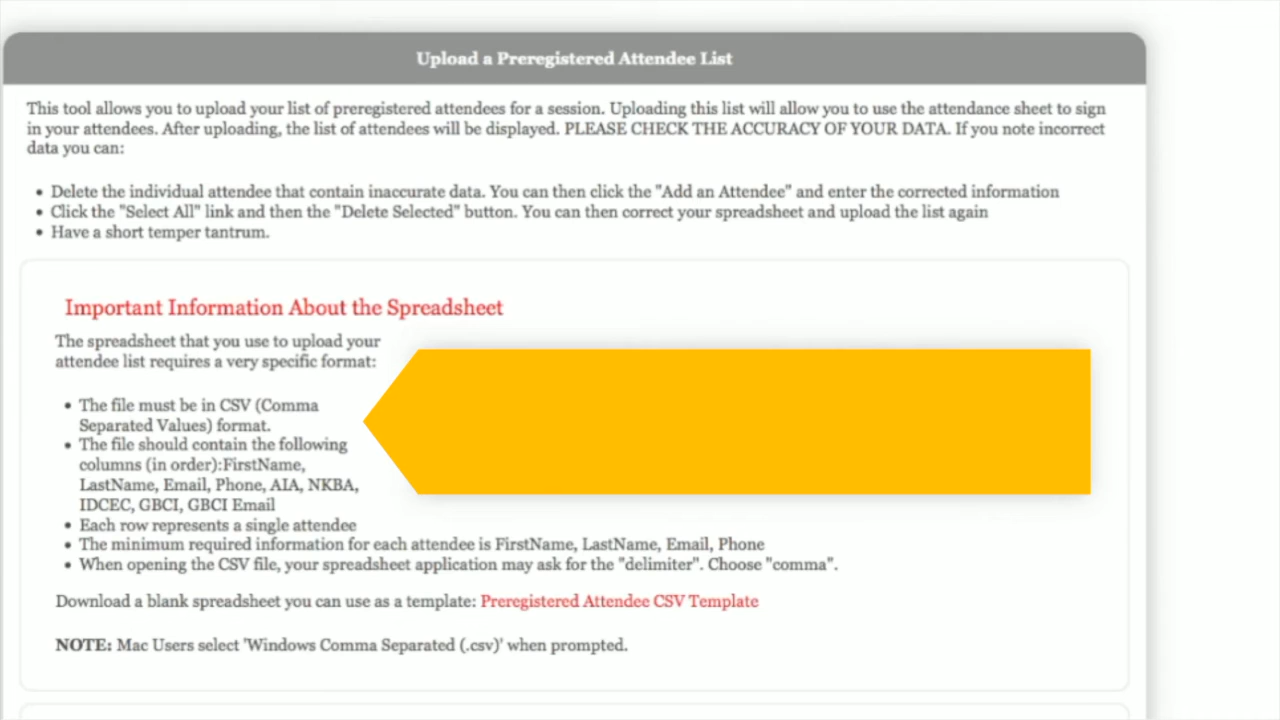 Upload a Preregistered Attendee List
This tool allows you to upload your list of preregistered attendees for a session. Uploading this list will allow you to use the attendance sheet to sign
in your attendees. After uploading, the list of attendees will be displayed. PLEASE CHECK THE ACCURACY OF YOUR DATA. If you note incorrect
data you can:
• Delete the individual attendee that contain inaccurate data. You can then click the "Add an Attendee" and enter the corrected information
• Click the "Select All" link and then the "Delete Selected" button. You can then correct your spreadsheet and upload the list again
• Have a short temper tantrum.
Important Information About the Spreadsheet
The spreadsheet that you use to upload your
attendee list requires a very specific format:
• The file must be in CSV (Comma
Separated Values) format.
• The file should contain the following
columns (in order):FirstName,
LastName, Email, Phone, AIA, NKBA,
IDCEC, GBCI, GBCI Email
• Each row represents a single attendee
• The minimum required information for each attendee is FirstName, LastName, Email, Phone
• When opening the CSV file, your spreadsheet application may ask for the "delimiter". Choose "comma".
Download a blank spreadsheet you can use as a template: Preregistered Attendee CSV Template
NOTE: Mac Users select 'Windows Comma Separated (.csv)' when prompted.